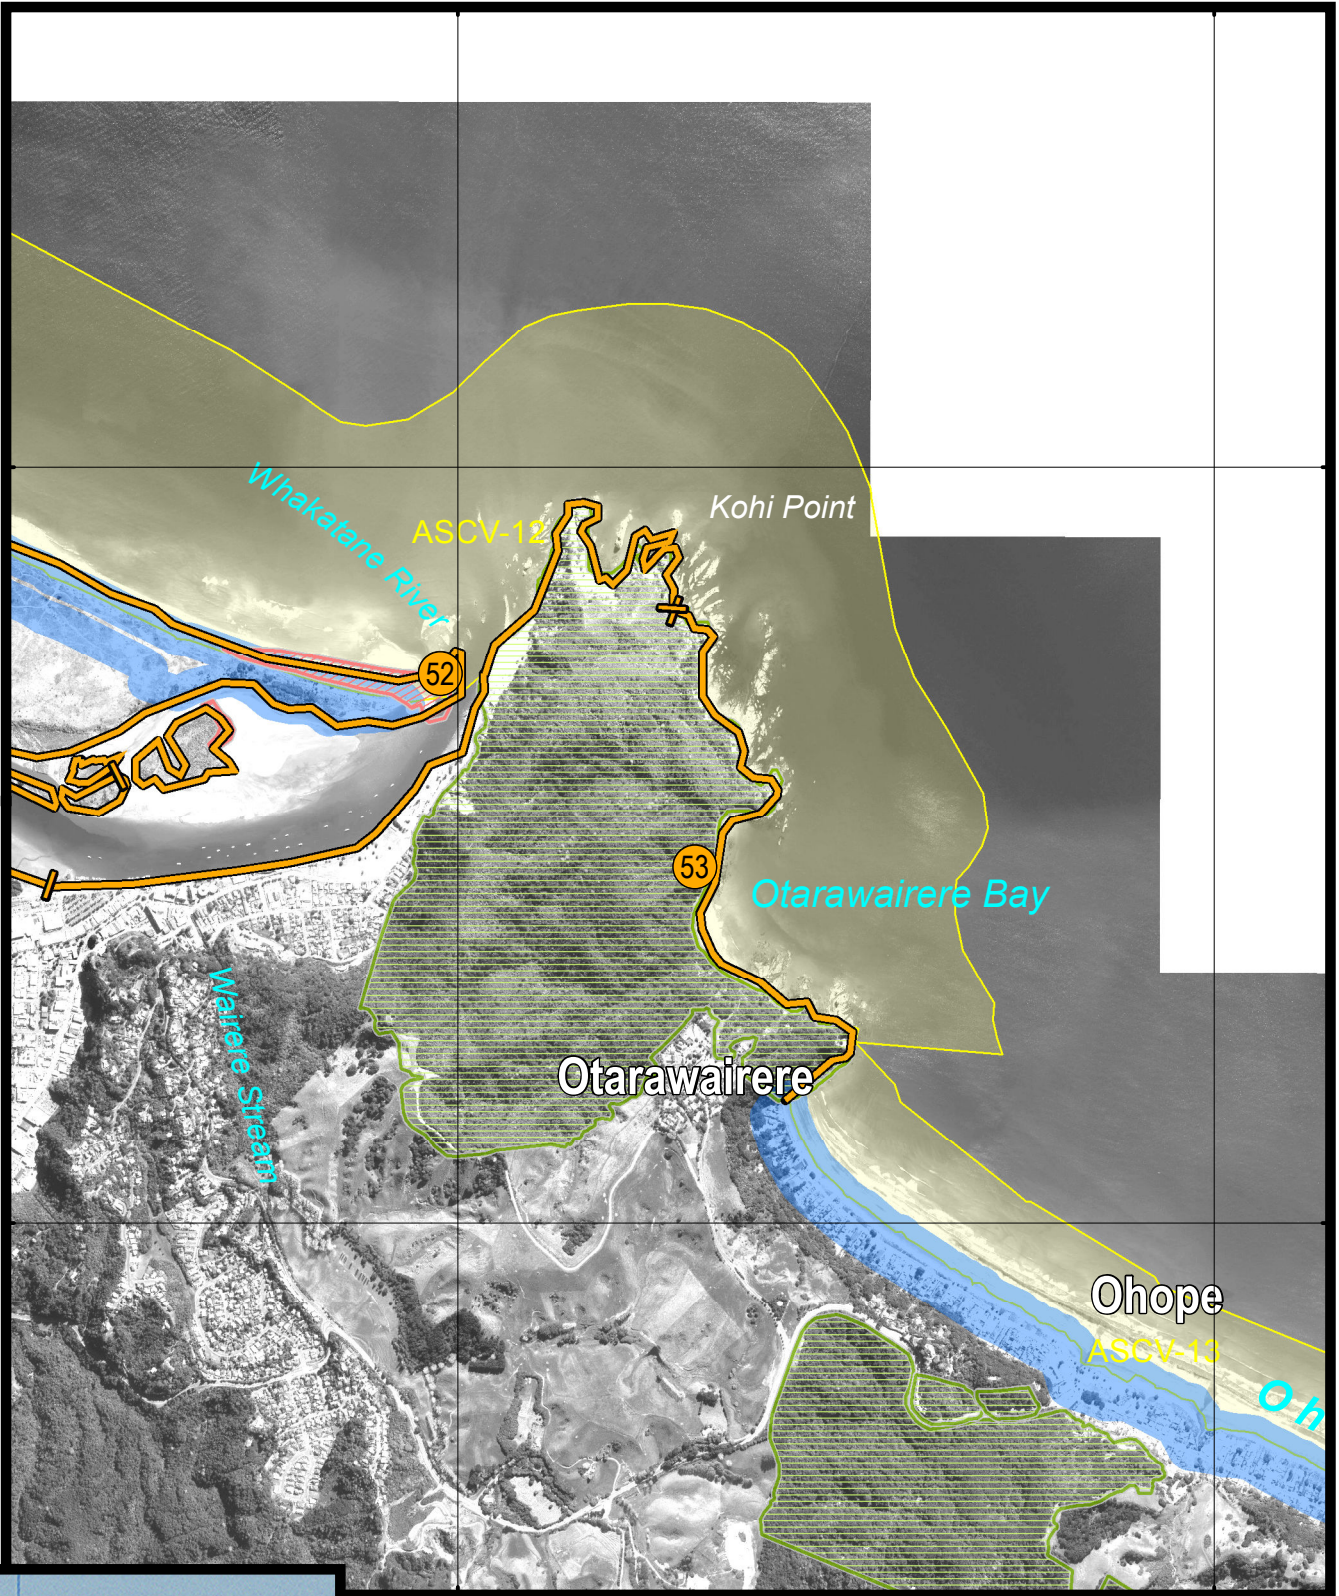 Whakatane River
Kohi Point
ASCV-12
52
53
Otarawairere Bay
Wairere Stream
Otarawairere
Ohope
ASCV-13
Oh